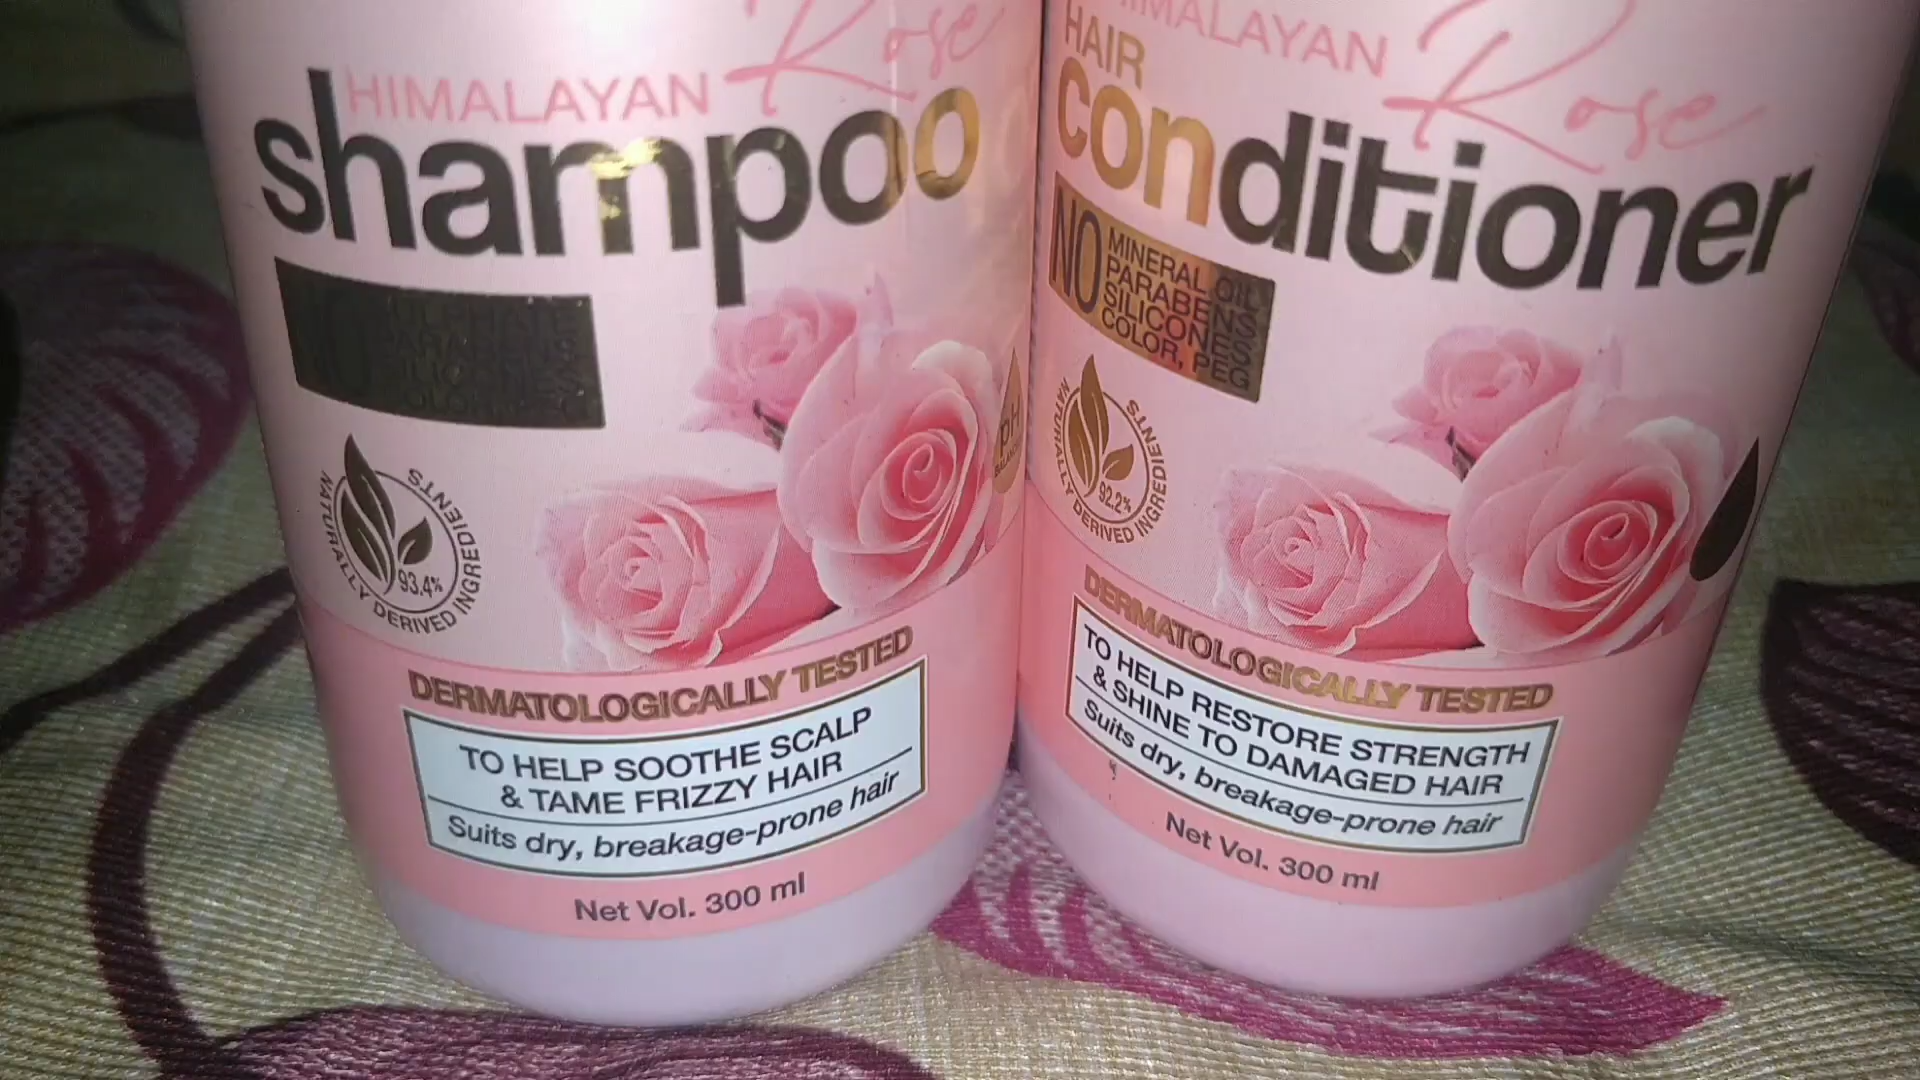 HIMALAYAN Rose
shampoo
NATURALLY DERIVED INGREDIENTS
93.4%
pH
DERMATOLOGICALLY TESTED
TO HELP SOOTHE SCALP
& TAME FRIZZY HAIR
Suits dry, breakage-prone hair
Net Vol. 300 ml
HIMALAYAN Rose
HAIR
conditioner
NO
MINERAL OIL
PARABENS
SILICONES
COLOR, PEG
NATURALLY DERIVED INGREDIENTS
92.2%
DERMATOLOGICALLY TESTED
TO HELP RESTORE STRENGTH
& SHINE TO DAMAGED HAIR
Suits dry, breakage-prone hair
Net Vol. 300 ml